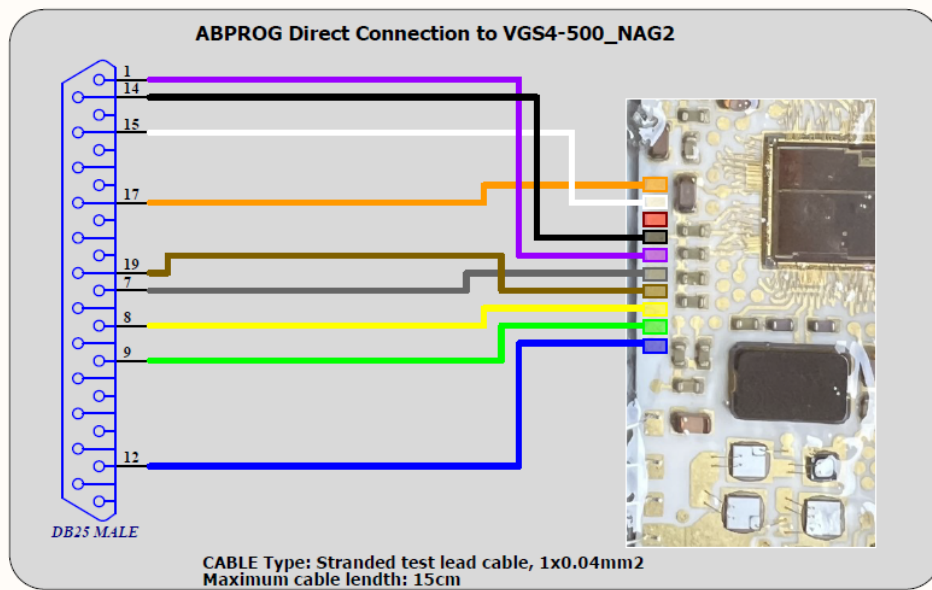 ABPROG Direct Connection to VGS4-500_NAG2
1
14
15
17
19
7
8
9
12
DB25 MALE
CABLE Type: Stranded test lead cable, 1x0.04mm2
Maximum cable length: 15cm